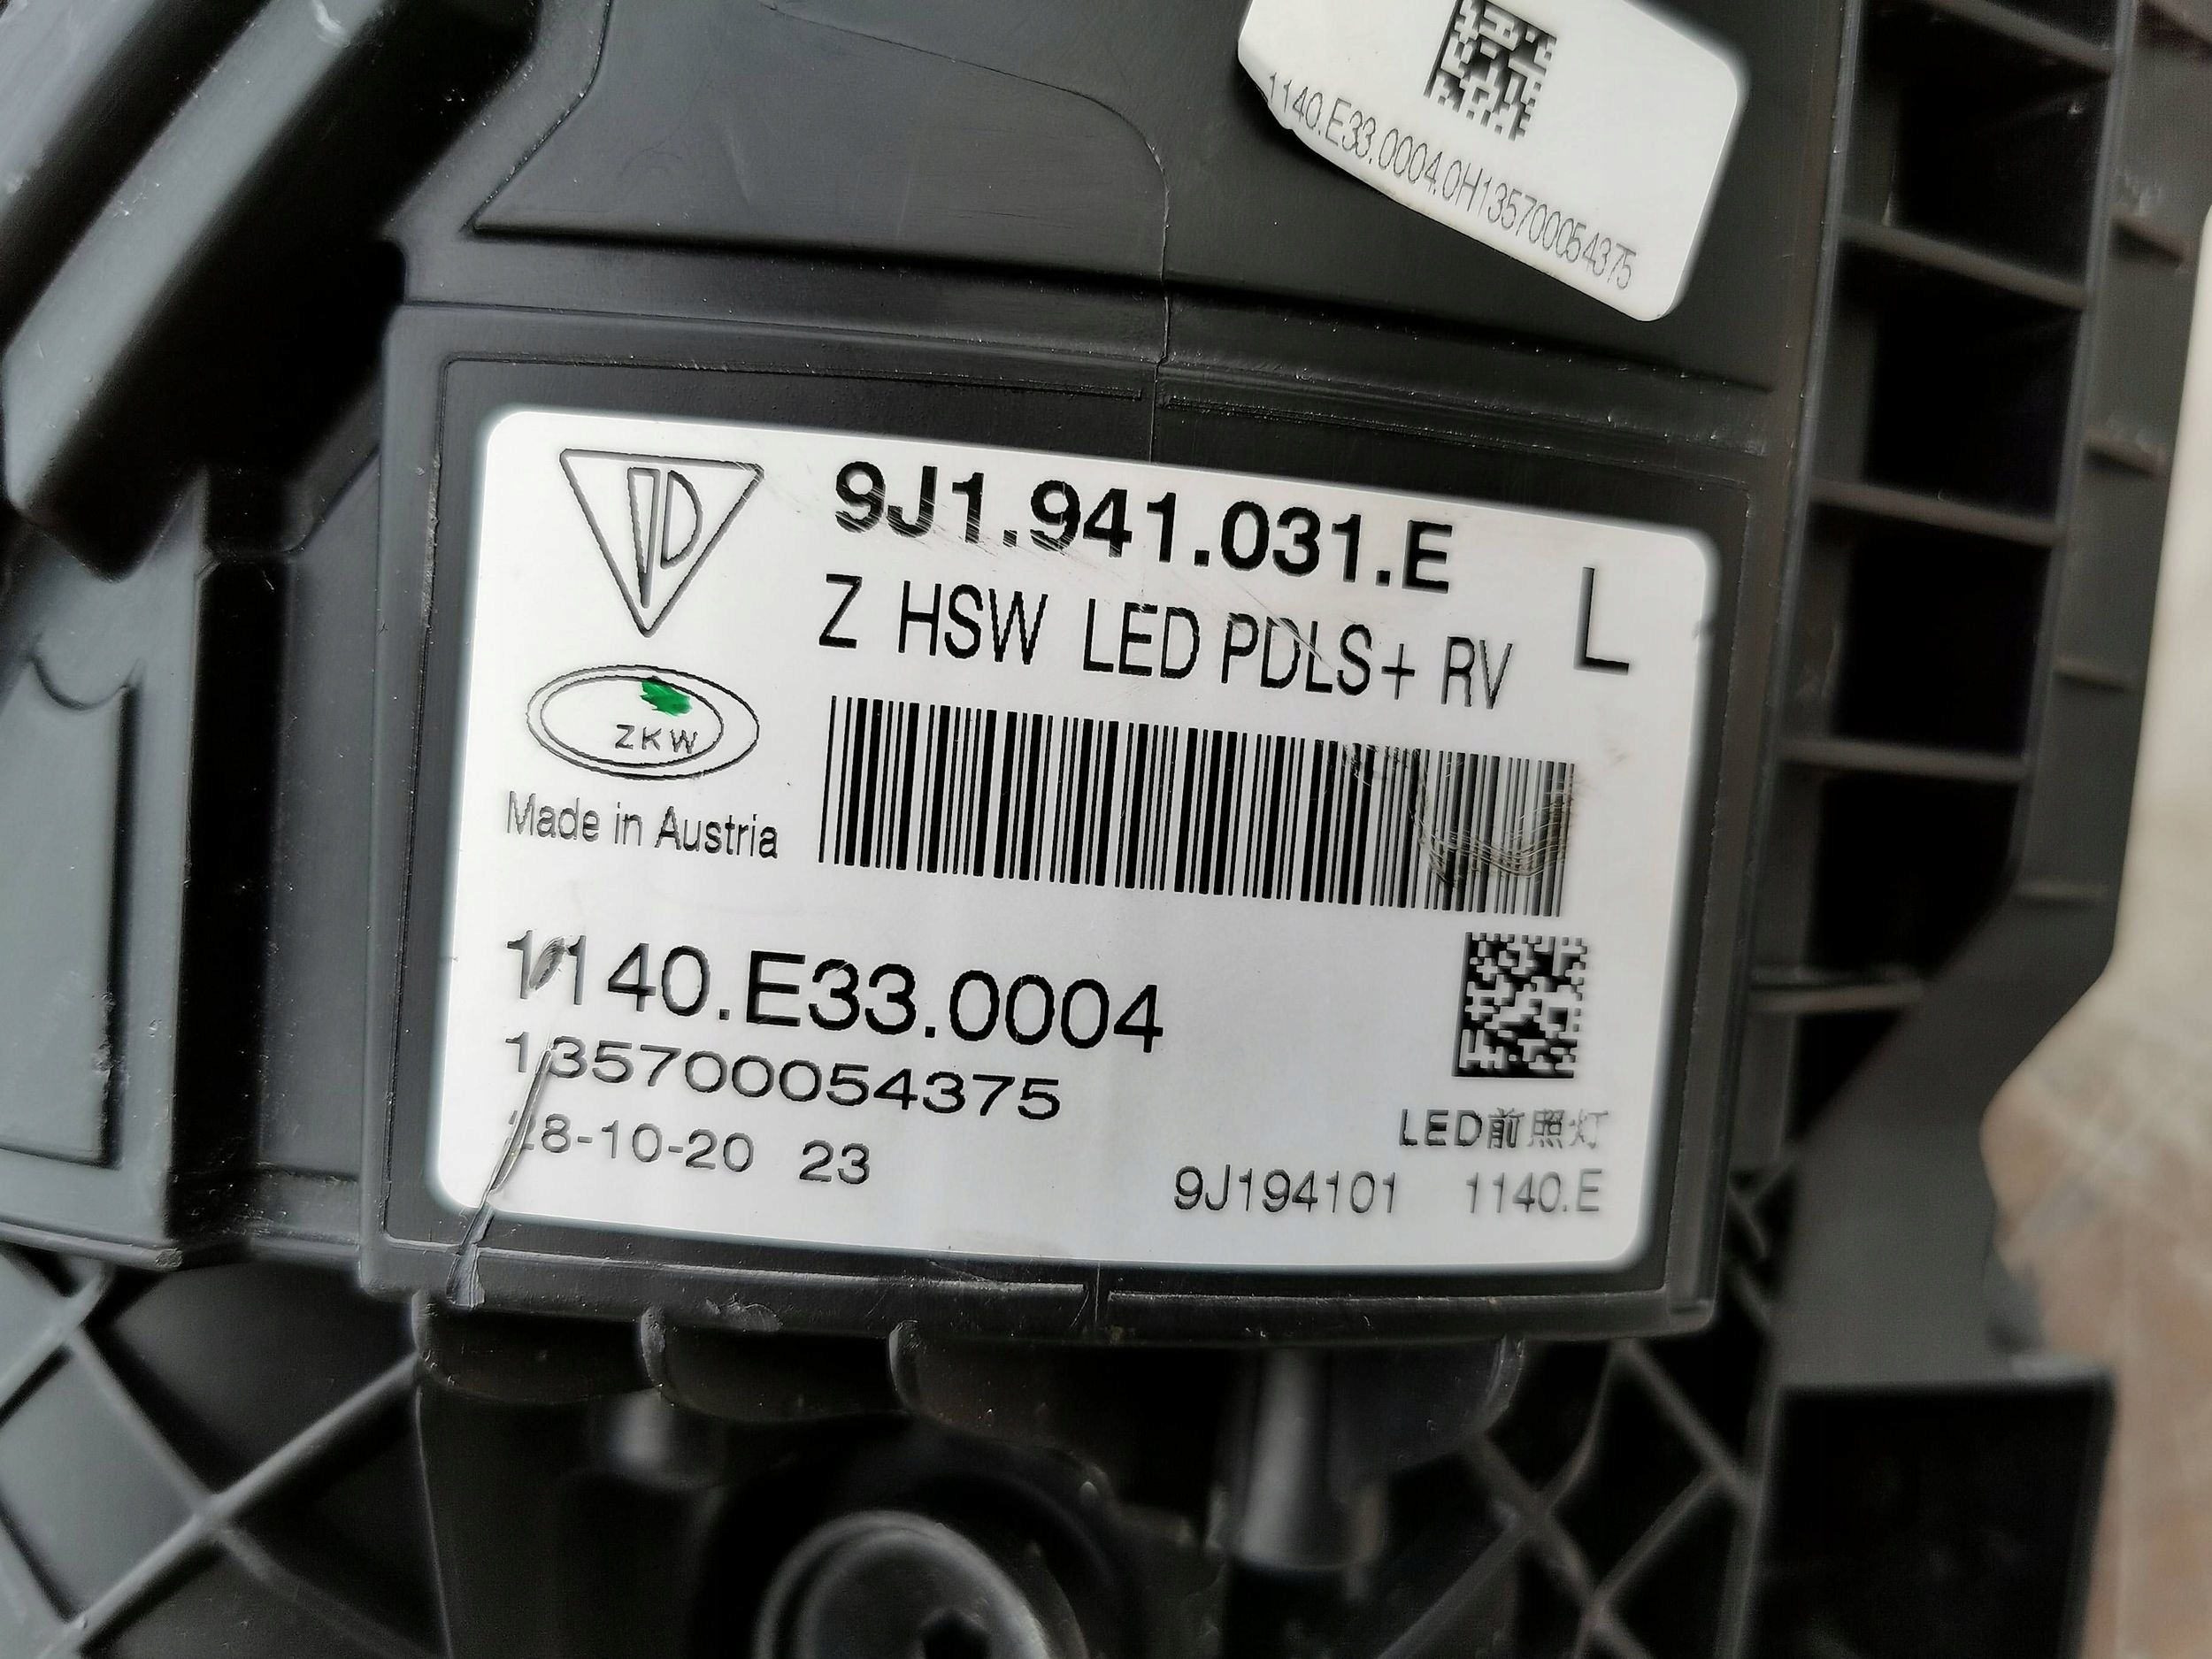 1140.E33.0004.0H135700054375
9J1.941.031.E
L
Z HSW LED PDLS+ RV
ZKW
Made in Austria
1140.E33.0004
135700054375
28-10-20 23
LED前照灯
9J194101 1140.E